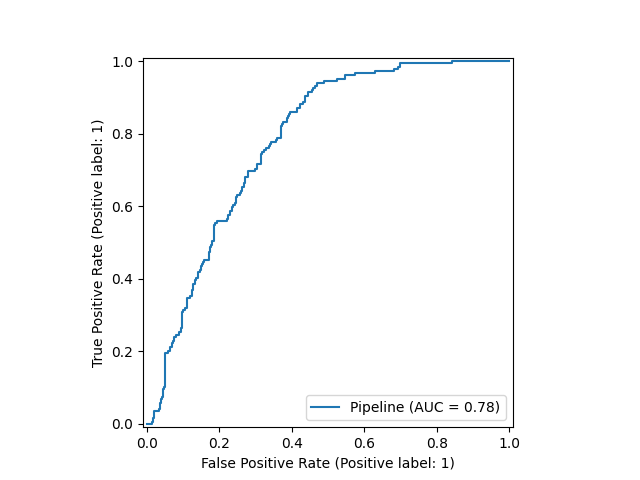 1.0
0.8
0.6
0.4
0.2
0.0
True Positive Rate (Positive label: 1)
Pipeline (AUC = 0.78)
0.0 0.2 0.4 0.6 0.8 1.0
False Positive Rate (Positive label: 1)